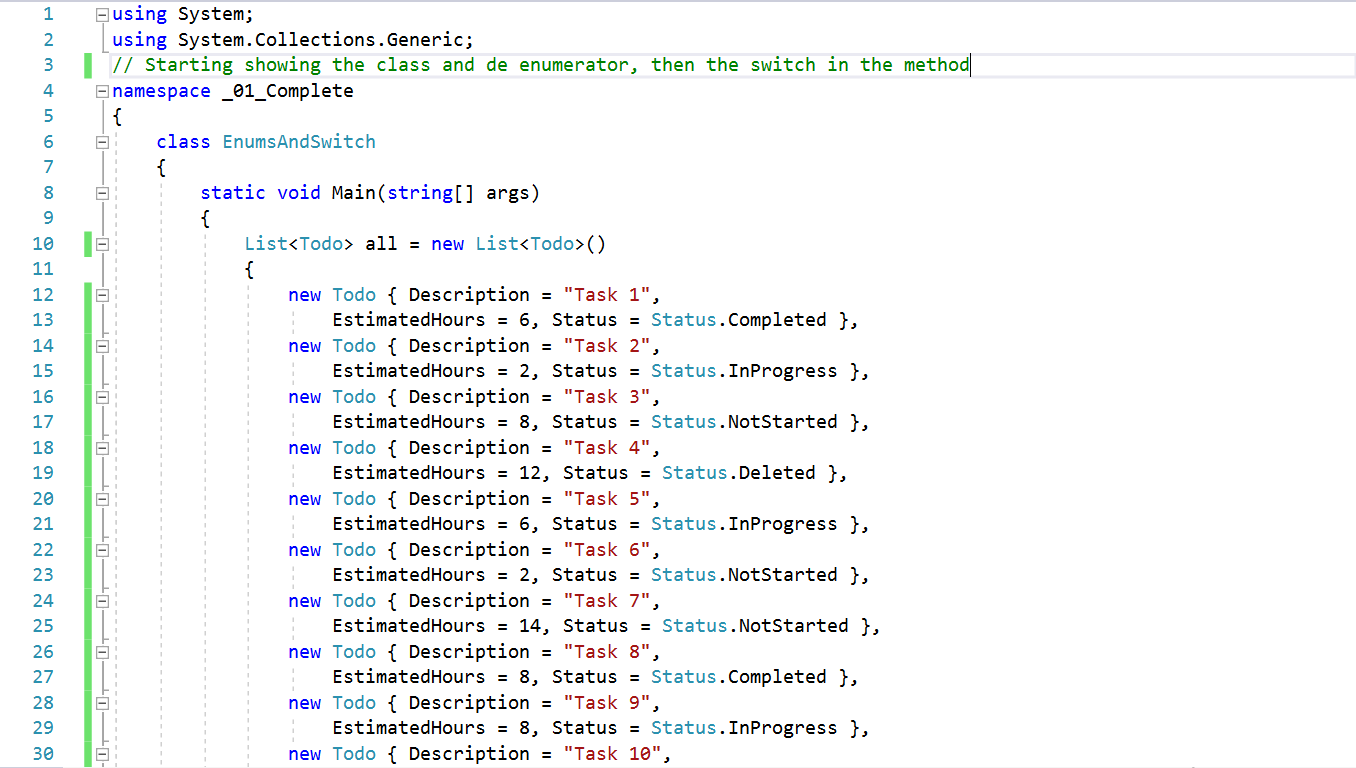 1 using System;
2 using System.Collections.Generic;
3 // Starting showing the class and de enumerator, then the switch in the method
4 namespace _01_Complete
5 {
6 class EnumsAndSwitch
7 {
8 static void Main(string[] args)
9 {
10 List<Todo> all = new List<Todo>()
11 {
12 new Todo { Description = "Task 1",
13 EstimatedHours = 6, Status = Status.Completed },
14 new Todo { Description = "Task 2",
15 EstimatedHours = 2, Status = Status.InProgress },
16 new Todo { Description = "Task 3",
17 EstimatedHours = 8, Status = Status.NotStarted },
18 new Todo { Description = "Task 4",
19 EstimatedHours = 12, Status = Status.Deleted },
20 new Todo { Description = "Task 5",
21 EstimatedHours = 6, Status = Status.InProgress },
22 new Todo { Description = "Task 6",
23 EstimatedHours = 2, Status = Status.NotStarted },
24 new Todo { Description = "Task 7",
25 EstimatedHours = 14, Status = Status.NotStarted },
26 new Todo { Description = "Task 8",
27 EstimatedHours = 8, Status = Status.Completed },
28 new Todo { Description = "Task 9",
29 EstimatedHours = 8, Status = Status.InProgress },
30 new Todo { Description = "Task 10",